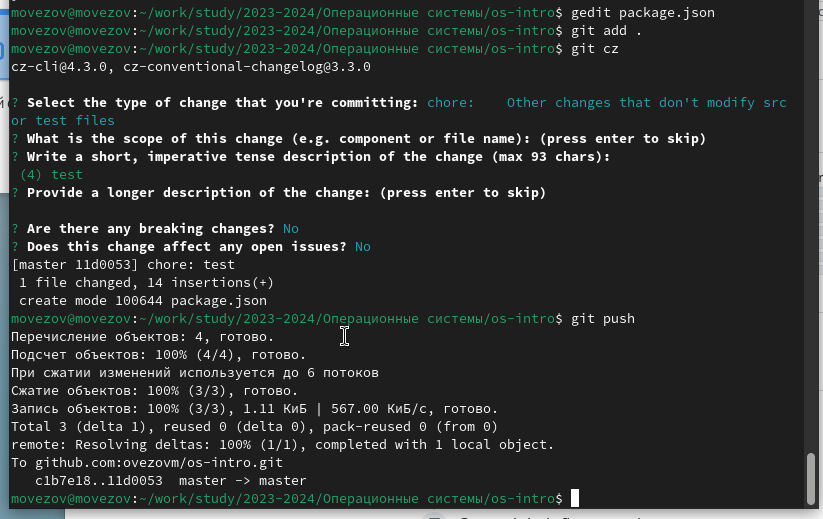 movezov@movezov:~/work/study/2023-2024/Операционные системы/os-intro$ gedit package.json
movezov@movezov:~/work/study/2023-2024/Операционные системы/os-intro$ git add .
movezov@movezov:~/work/study/2023-2024/Операционные системы/os-intro$ git cz
cz-cli@4.3.0, cz-conventional-changelog@3.3.0
? Select the type of change that you're committing: chore:    Other changes that don't modify src
or test files
? What is the scope of this change (e.g. component or file name): (press enter to skip)
? Write a short, imperative tense description of the change (max 93 chars):
(4) test
? Provide a longer description of the change: (press enter to skip)
? Are there any breaking changes? No
? Does this change affect any open issues? No
[master 11d0053] chore: test
1 file changed, 14 insertions(+)
create mode 100644 package.json
movezov@movezov:~/work/study/2023-2024/Операционные системы/os-intro$ git push
Перечисление объектов: 4, готово.
Подсчет объектов: 100% (4/4), готово.
При сжатии изменений используется до 6 потоков
Сжатие объектов: 100% (3/3), готово.
Запись объектов: 100% (3/3), 1.11 КиБ | 567.00 КиБ/с, готово.
Total 3 (delta 1), reused 0 (delta 0), pack-reused 0 (from 0)
remote: Resolving deltas: 100% (1/1), completed with 1 local object.
To github.com:ovezovm/os-intro.git
c1b7e18..11d0053  master -> master
movezov@movezov:~/work/study/2023-2024/Операционные системы/os-intro$